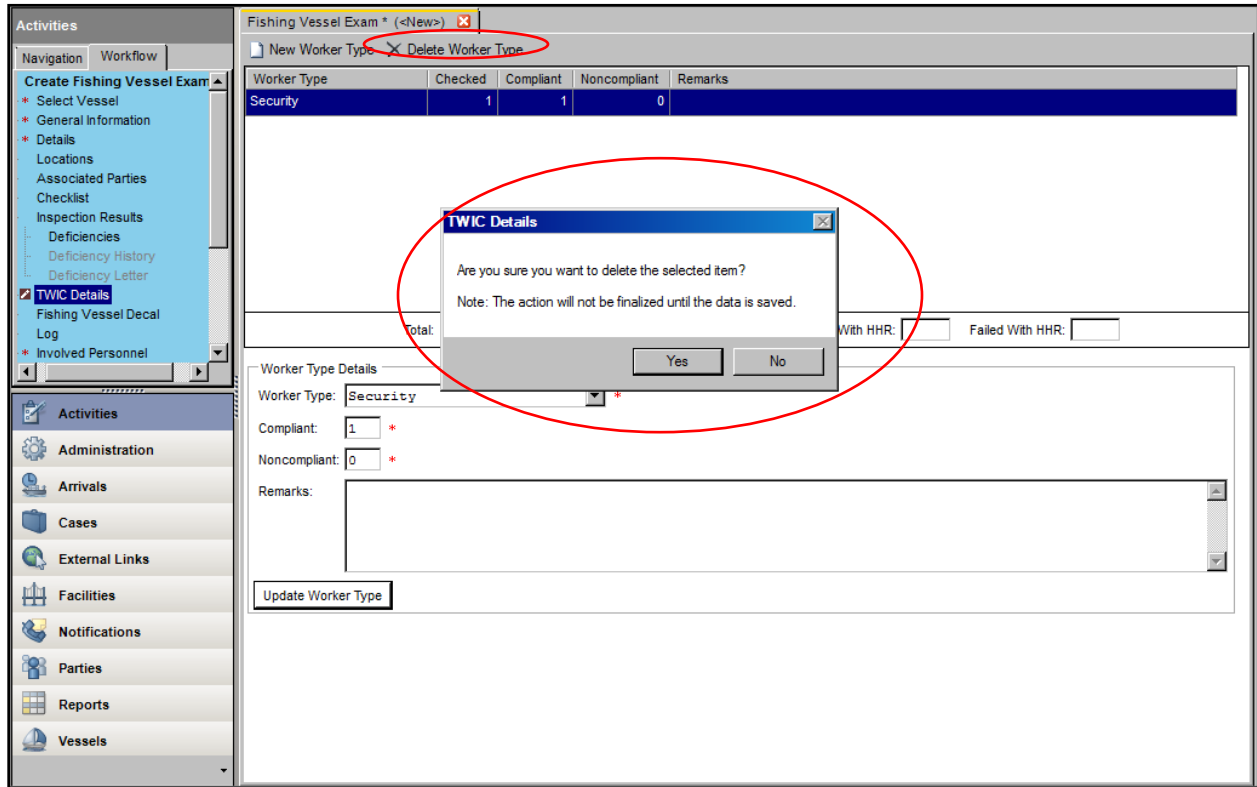 Activities
Navigation Workflow
Create Fishing Vessel Exam
* Select Vessel
* General Information
* Details
Locations
Associated Parties
Checklist
Inspection Results
Deficiencies
Deficiency History
Deficiency Letter
TWIC Details
Fishing Vessel Decal
Log
* Involved Personnel
Activities
Administration
Arrivals
Cases
External Links
Facilities
Notifications
Parties
Reports
Vessels
Fishing Vessel Exam * (<New>)
New Worker Type Delete Worker Type
Worker Type Checked Compliant Noncompliant Remarks
Security 1 1 0
TWIC Details
Are you sure you want to delete the selected item?
Note: The action will not be finalized until the data is saved.
Yes No
Total: With HHR: Failed With HHR:
Worker Type Details
Worker Type: Security *
Compliant: 1 *
Noncompliant: 0 *
Remarks:
Update Worker Type